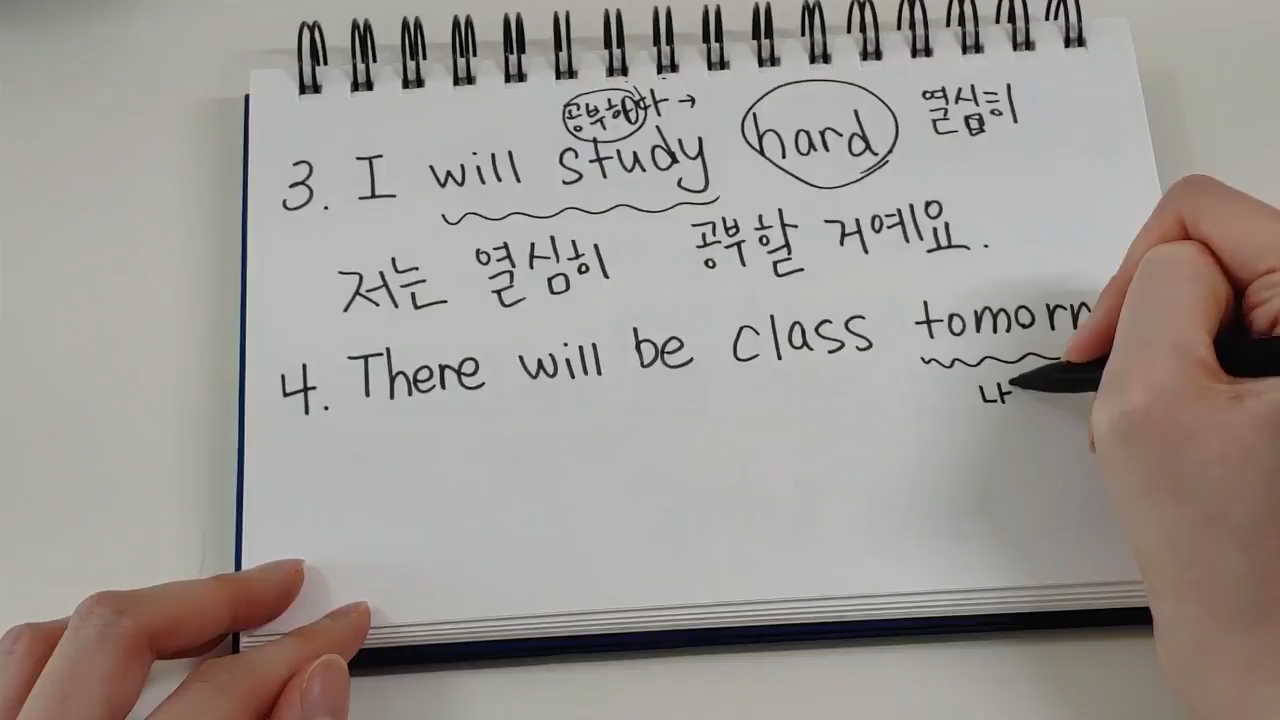 공부하다 → 열심히
3. I will study hard
저는 열심히 공부할 거예요.
4. There will be class tomorr
나